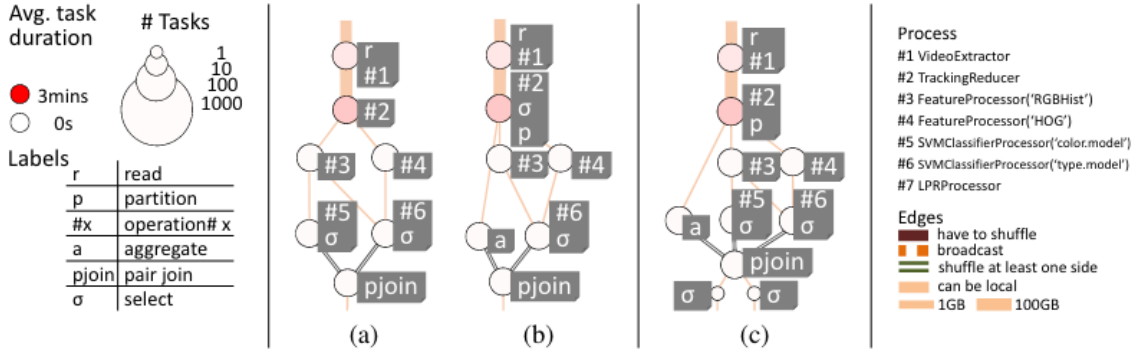 Avg. task
duration
# Tasks
1
10
100
1000
3mins
0s
Labels
r read
p partition
#x operation# x
a aggregate
pjoin pair join
σ select
r
#1
#2
#3
#4
#5
σ
#6
σ
pjoin
(a)
r
#1
#2
σ
p
#3
#4
a
#6
σ
pjoin
(b)
r
#1
#2
p
#3
#4
a
#5
σ
#6
σ
pjoin
σ
σ
(c)
Process
#1 VideoExtractor
#2 TrackingReducer
#3 FeatureProcessor('RGBHist')
#4 FeatureProcessor('HOG')
#5 SVMClassifierProcessor('color.model')
#6 SVMClassifierProcessor('type.model')
#7 LPRProcessor
Edges
have to shuffle
broadcast
shuffle at least one side
can be local
1GB 100GB